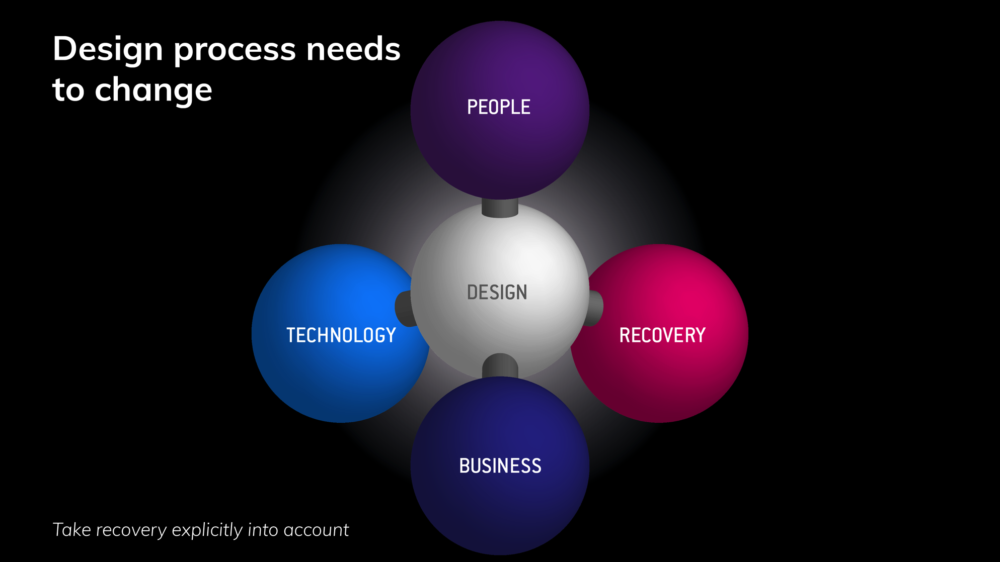 Design process needs
to change
PEOPLE
DESIGN
TECHNOLOGY
RECOVERY
BUSINESS
Take recovery explicitly into account